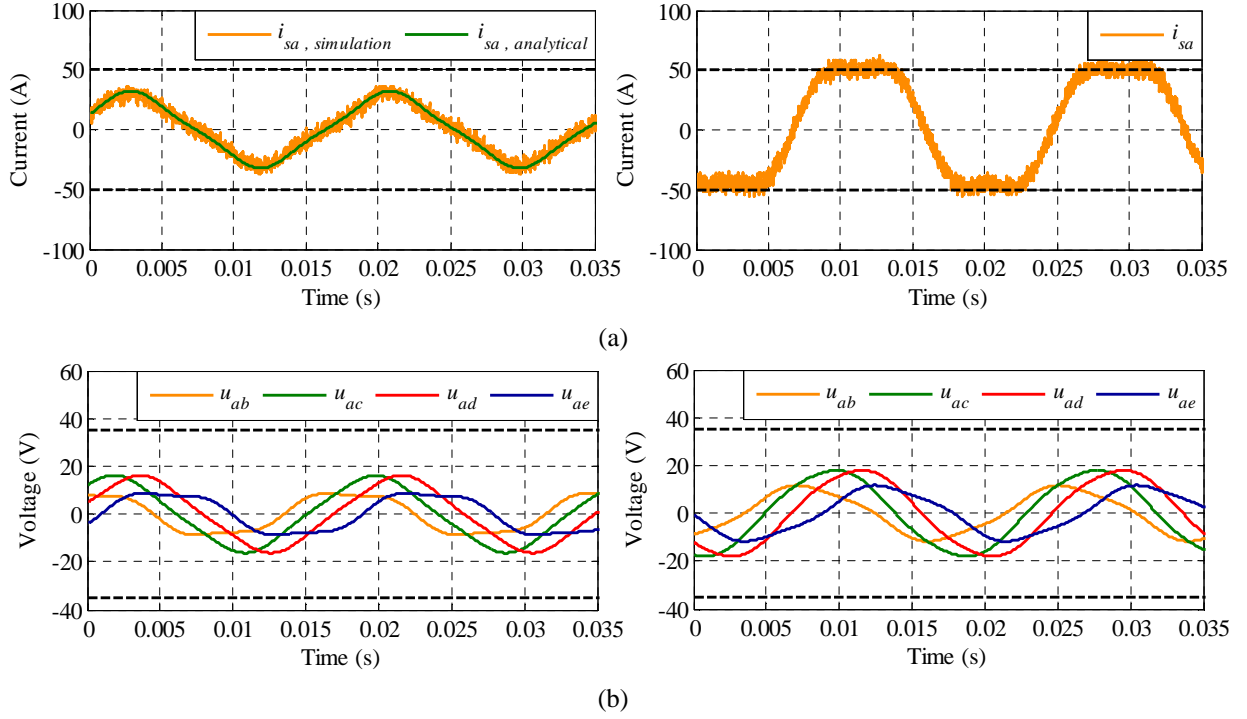 100
50
0
-50
-100
Current (A)
i_sa , simulation i_sa , analytical
0 0.005 0.01 0.015 0.02 0.025 0.03 0.035
Time (s)
100
50
0
-50
-100
Current (A)
i_sa
0 0.005 0.01 0.015 0.02 0.025 0.03 0.035
Time (s)
(a)
60
40
20
0
-20
-40
Voltage (V)
u_ab u_ac u_ad u_ae
0 0.005 0.01 0.015 0.02 0.025 0.03 0.035
Time (s)
60
40
20
0
-20
-40
Voltage (V)
u_ab u_ac u_ad u_ae
0 0.005 0.01 0.015 0.02 0.025 0.03 0.035
Time (s)
(b)